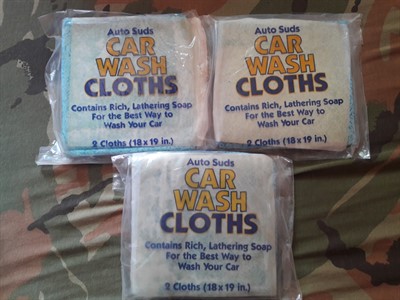 Auto Suds
CAR
WASH
CLOTHS
Contains Rich, Lathering Soap
For the Best Way to
Wash Your Car
2 Cloths (18 x 19 in.)
Auto Suds
CAR
WASH
CLOTHS
Contains Rich, Lathering Soap
For the Best Way to
Wash Your Car
2 Cloths (18 x 19 in.)
Auto Suds
CAR
WASH
CLOTHS
Contains Rich, Lathering Soap
For the Best Way to
Wash Your Car
2 Cloths (18 x 19 in.)